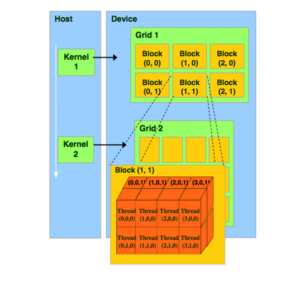 Host
Device
Grid 1
Kernel
1
Block
(0, 0)
Block
(1, 0)
Block
(2, 0)
Block
(0, 1)
Block
(1, 1)
Block
(2, 1)
Grid 2
Kernel
2
Block (1, 1)
(0,0,1) (1,0,1) (2,0,1) (3,0,1)
Thread Thread Thread Thread
(0,0,0) (1,0,0) (2,0,0) (3,0,0)
Thread Thread Thread Thread
(0,1,0) (1,1,0) (2,1,0) (3,1,0)